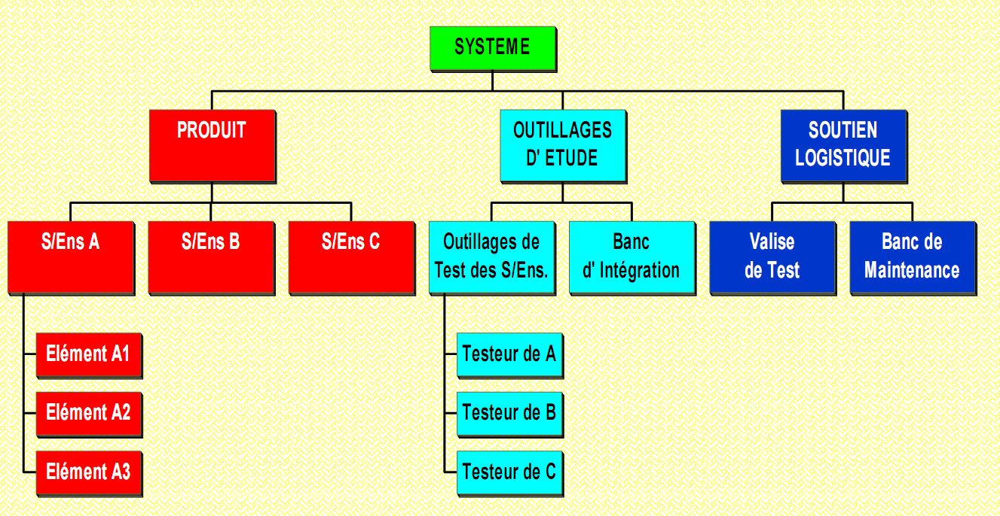 SYSTEME
PRODUIT
OUTILLAGES
D' ETUDE
SOUTIEN
LOGISTIQUE
S/Ens A
S/Ens B
S/Ens C
Outillages de
Test des S/Ens.
Banc
d' Intégration
Valise
de Test
Banc de
Maintenance
Elément A1
Elément A2
Elément A3
Testeur de A
Testeur de B
Testeur de C